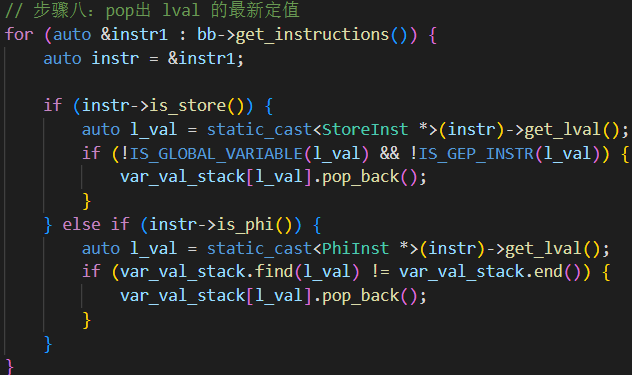 // 步骤八：pop出 lval 的最新定值
for (auto &instr1 : bb->get_instructions()) {
    auto instr = &instr1;

    if (instr->is_store()) {
        auto l_val = static_cast<StoreInst *>(instr)->get_lval();
        if (!IS_GLOBAL_VARIABLE(l_val) && !IS_GEP_INSTR(l_val)) {
            var_val_stack[l_val].pop_back();
        }
    } else if (instr->is_phi()) {
        auto l_val = static_cast<PhiInst *>(instr)->get_lval();
        if (var_val_stack.find(l_val) != var_val_stack.end()) {
            var_val_stack[l_val].pop_back();
        }
    }
}